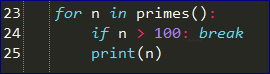 23 for n in primes():
24     if n > 100: break
25     print(n)